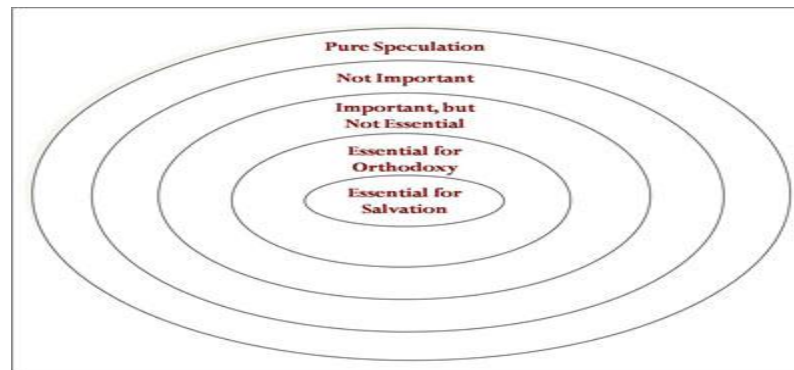 Pure Speculation
Not Important
Important, but
Not Essential
Essential for
Orthodoxy
Essential for
Salvation